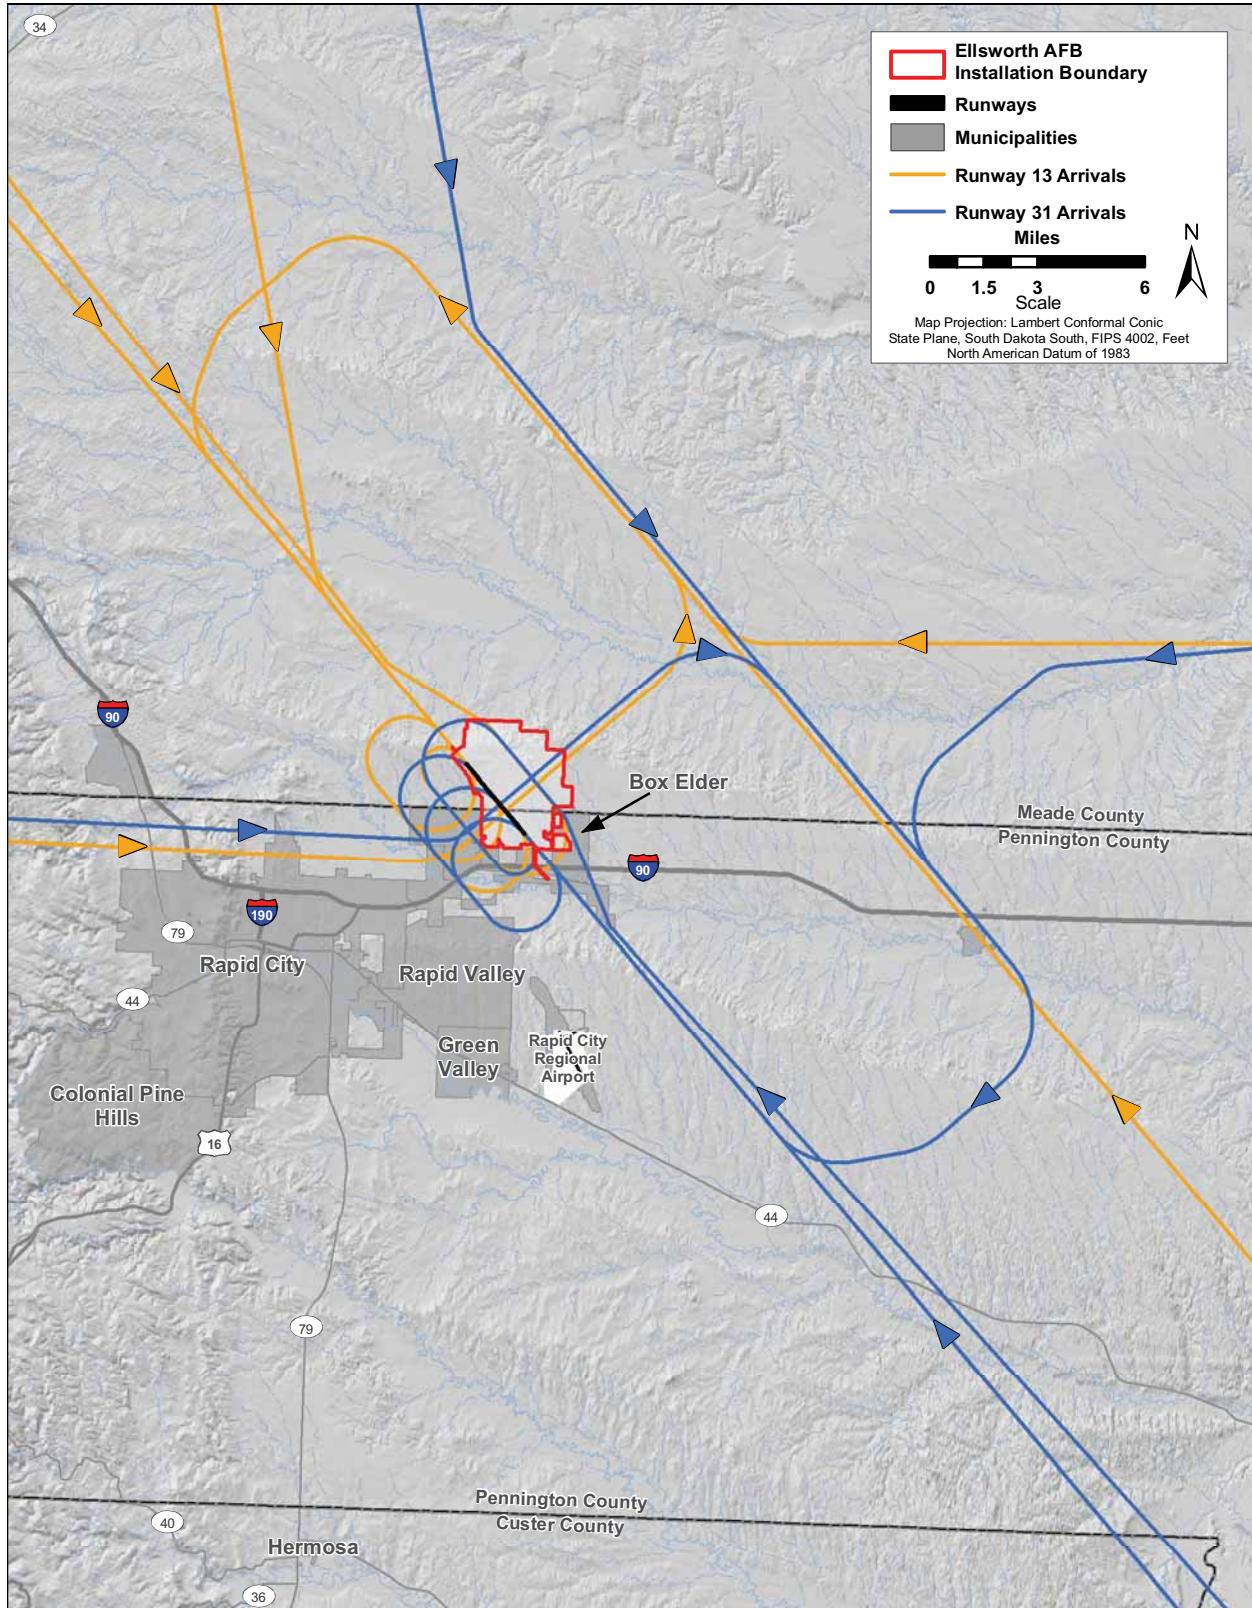 34
Ellsworth AFB
Installation Boundary
Runways
Municipalities
Runway 13 Arrivals
Runway 31 Arrivals
Miles
N
0 1.5 3 6
Scale
Map Projection: Lambert Conformal Conic
State Plane, South Dakota South, FIPS 4002, Feet
North American Datum of 1983
90
Box Elder
Meade County
Pennington County
90
190
79
Rapid City
Rapid Valley
44
Green
Valley
Rapid City
Regional
Airport
Colonial Pine
Hills
16
44
79
Pennington County
Custer County
40
Hermosa
36